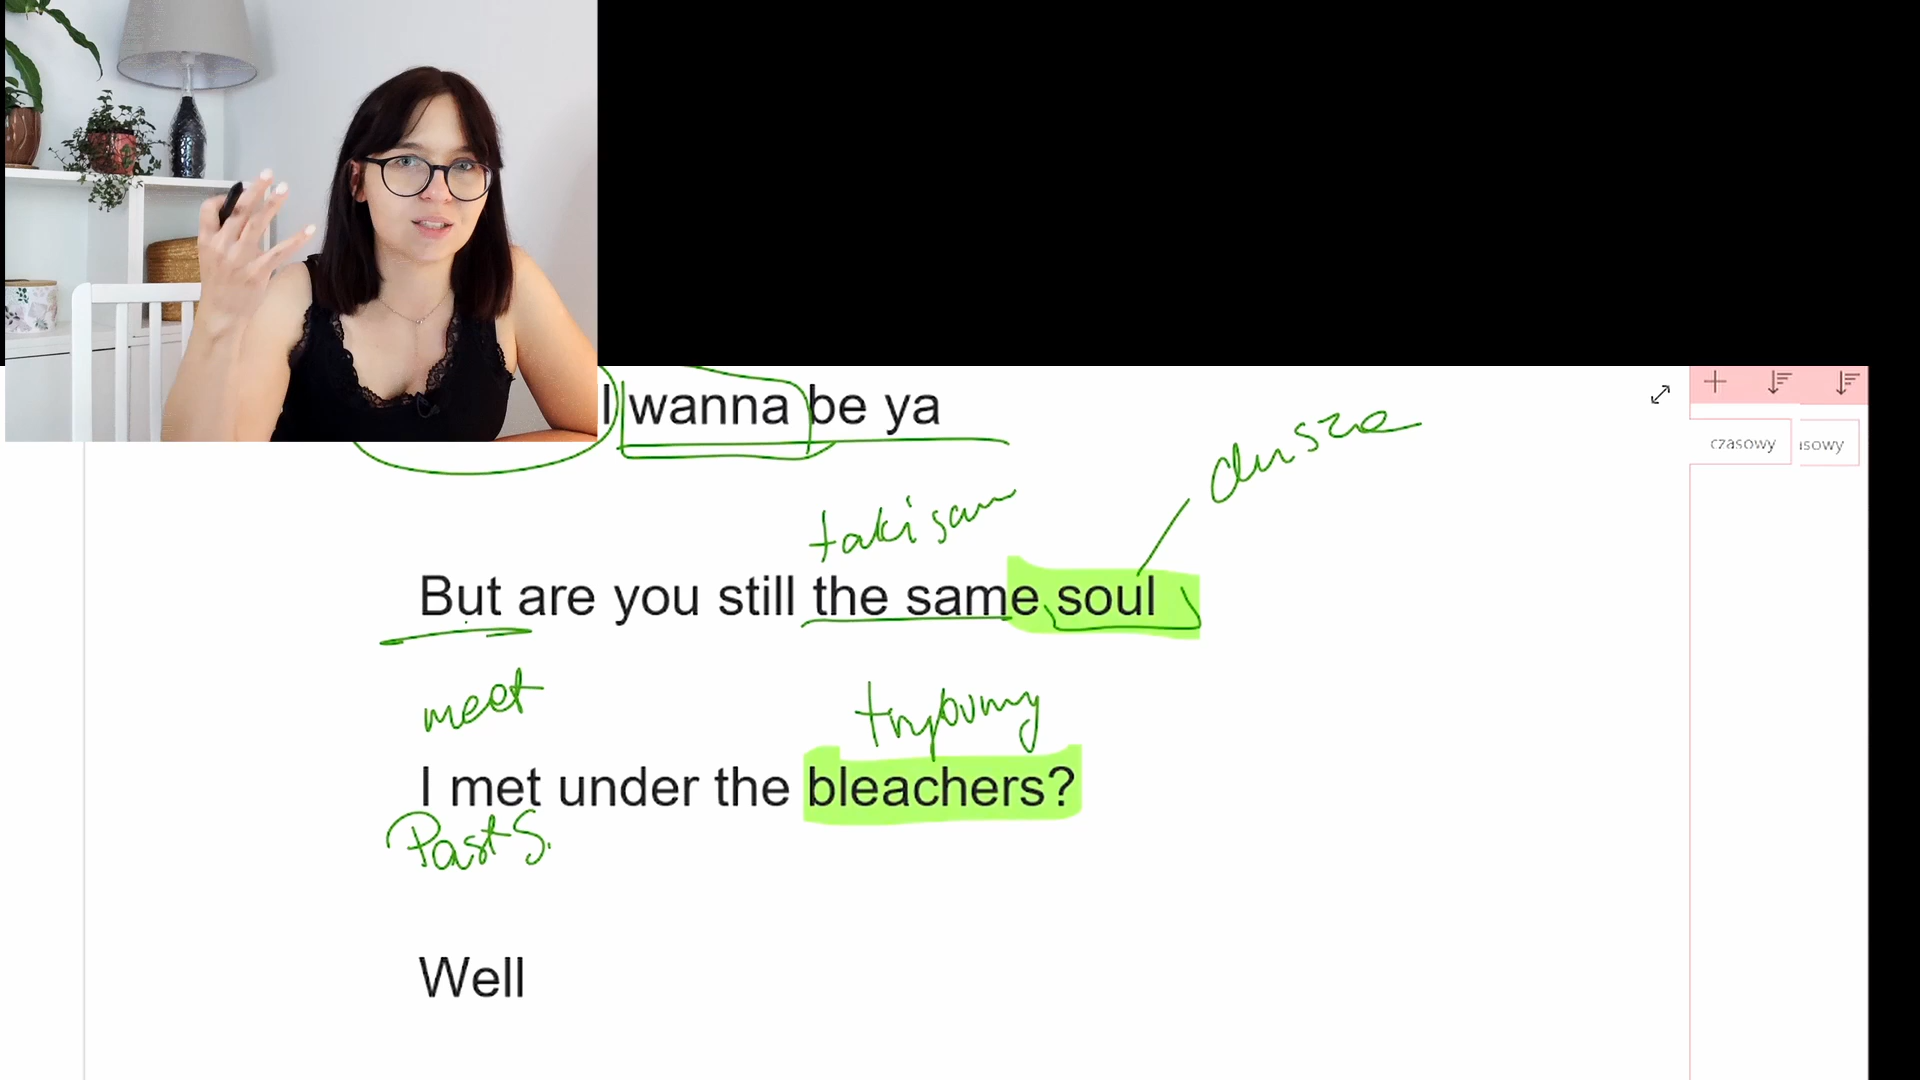 I wanna be ya
czasowy
asowy
dusza
taki sam
But are you still the same soul
meet
trybuny
I met under the bleachers?
Past S.
Well